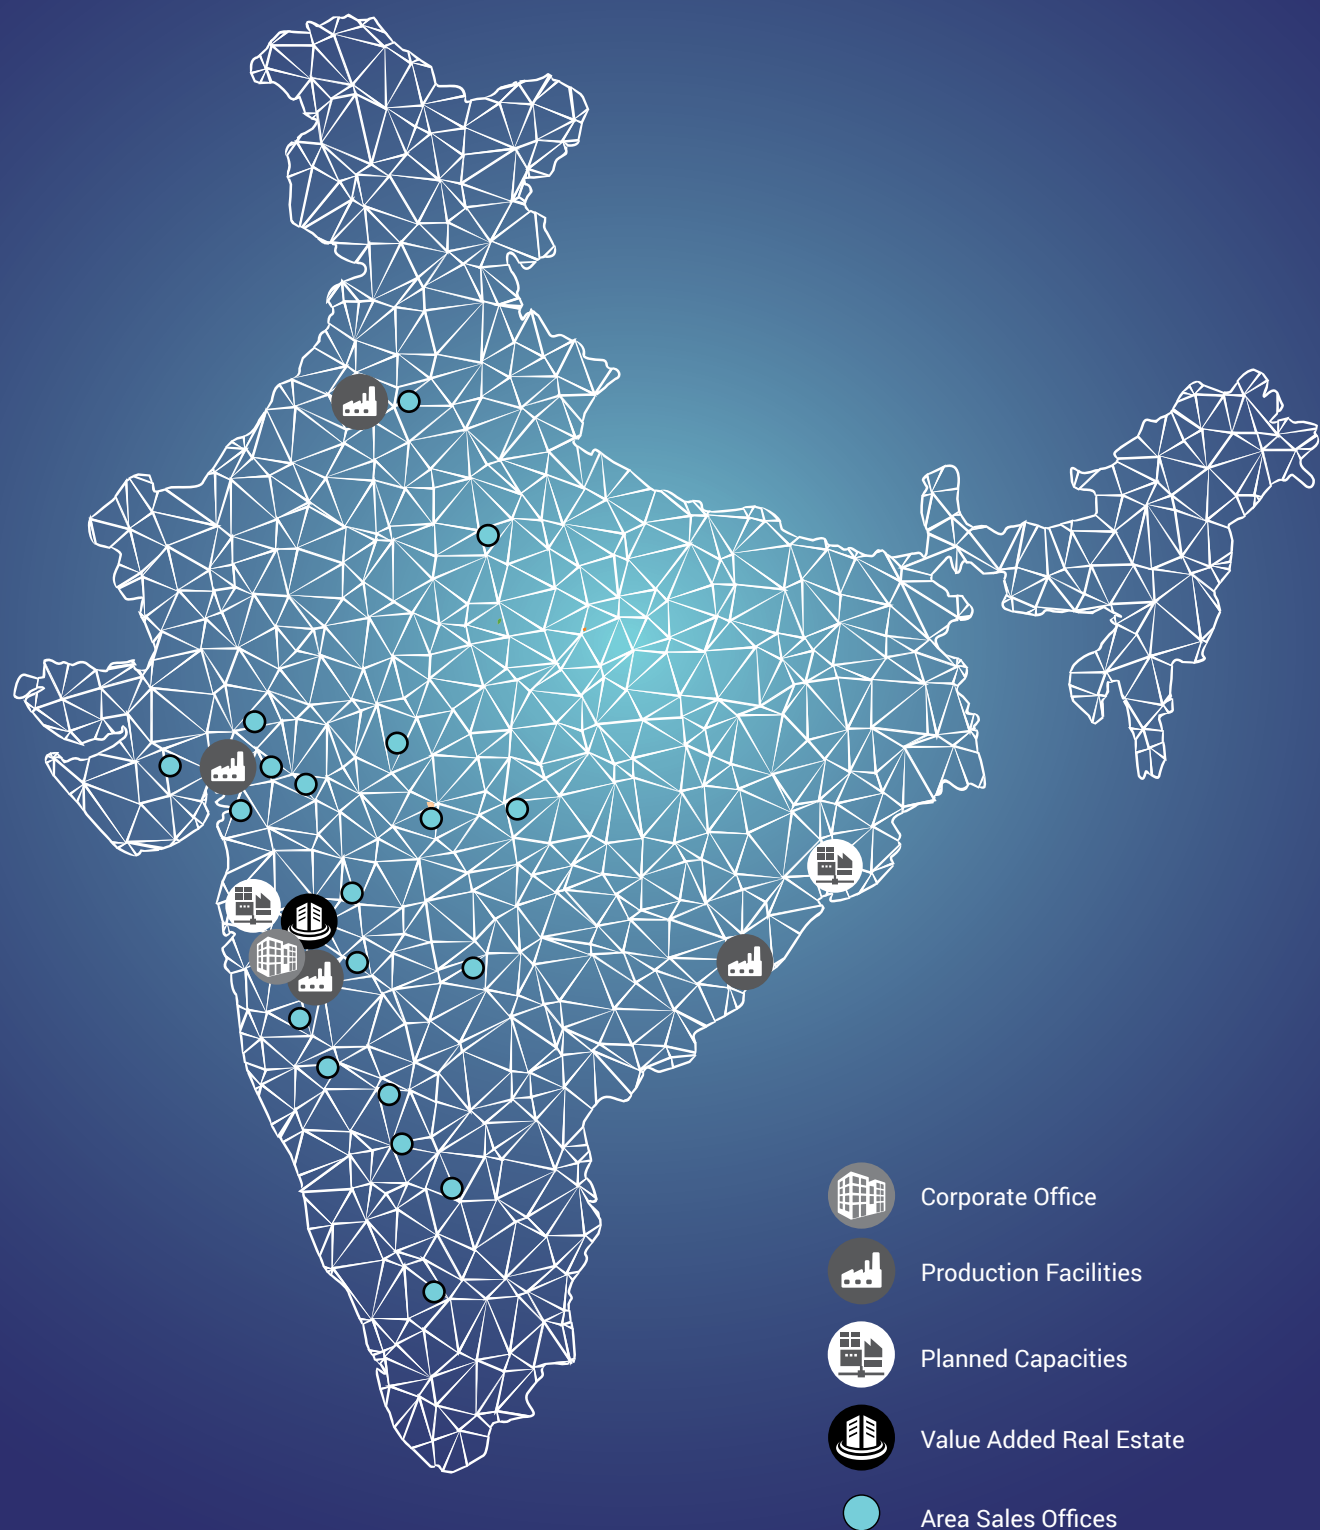 Corporate Office
Production Facilities
Planned Capacities
Value Added Real Estate
Area Sales Offices